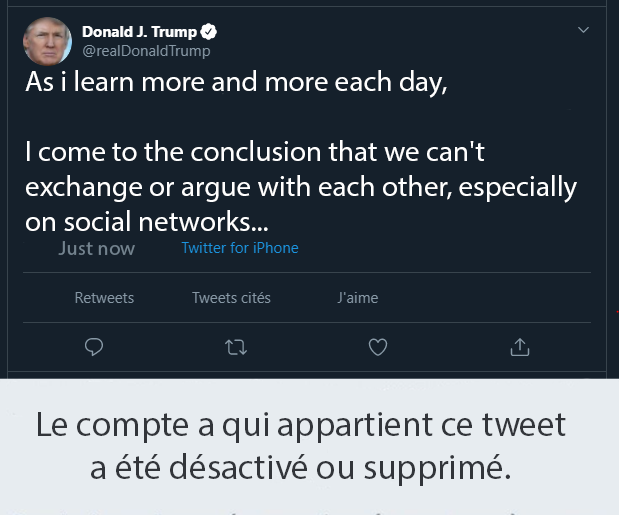 Donald J. Trump
@realDonaldTrump
As i learn more and more each day,
I come to the conclusion that we can't
exchange or argue with each other, especially
on social networks...
Just now Twitter for iPhone
Retweets Tweets cités J'aime
Le compte a qui appartient ce tweet
a été désactivé ou supprimé.